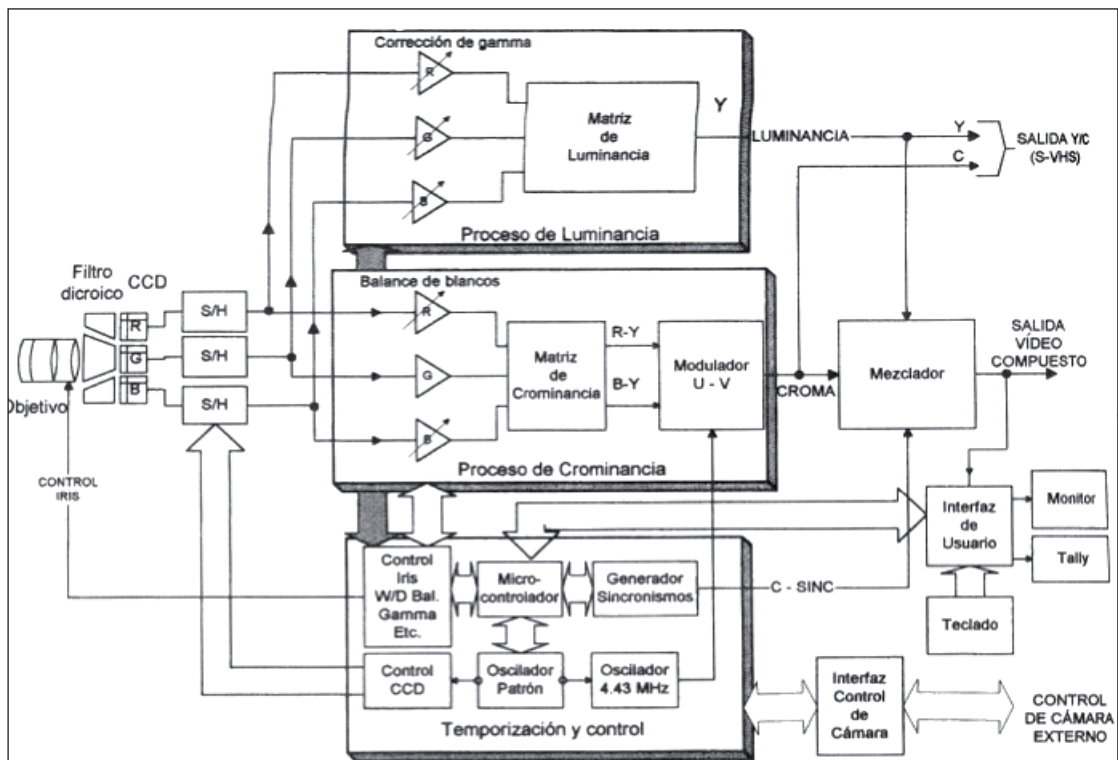 Corrección de gamma
R
G
B
Matriz
de
Luminancia
Y
LUMINANCIA
Y
C
SALIDA Y/C
(S-VHS)
Proceso de Luminancia
Filtro
dicroico
CCD
R
G
B
Objetivo
S/H
S/H
S/H
Balance de blancos
R
G
B
Matriz
de
Crominancia
R-Y
B-Y
Modulador
U - V
CROMA
Mezclador
SALIDA
VÍDEO
COMPUESTO
Proceso de Crominancia
CONTROL
IRIS
Control
Iris
W/D Bal.
Gamma
Etc.
Micro-
controlador
Generador
Sincronismos
C - SINC
Interfaz
de
Usuario
Monitor
Tally
Teclado
Control
CCD
Oscilador
Patrón
Oscilador
4.43 MHz
Temporización y control
Interfaz
Control
de
Cámara
CONTROL
DE CÁMARA
EXTERNO